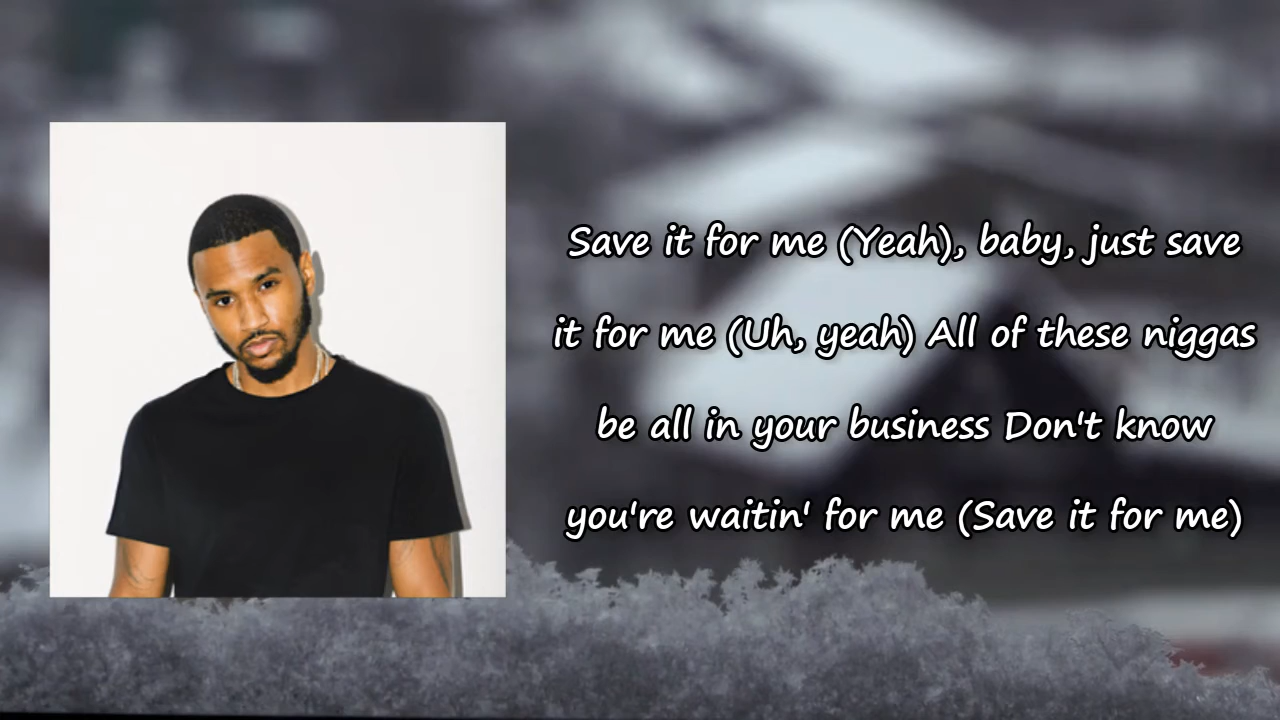 Save it for me (Yeah), baby, just save
it for me (Uh, yeah) All of these niggas
be all in your business Don't know
you're waitin' for me (Save it for me)